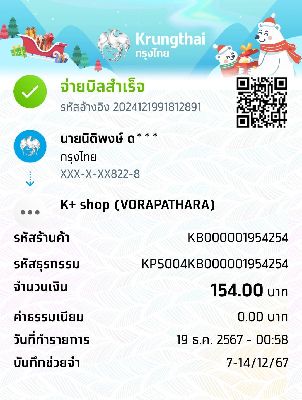 Krungthai
กรุงไทย
จ่ายบิลสำเร็จ
รหัสอ้างอิง 2024121991812891
นายนิติพงษ์ อ***
กรุงไทย
XXX-X-XX822-8
K+ shop (VORAPATHARA)
รหัสร้านค้า KB000001954254
รหัสธุรกรรม KPS004KB000001954254
จำนวนเงิน 154.00 บาท
ค่าธรรมเนียม 0.00 บาท
วันที่ทำรายการ 19 ธ.ค. 2567 - 00:58
บันทึกช่วยจำ 7-14/12/67